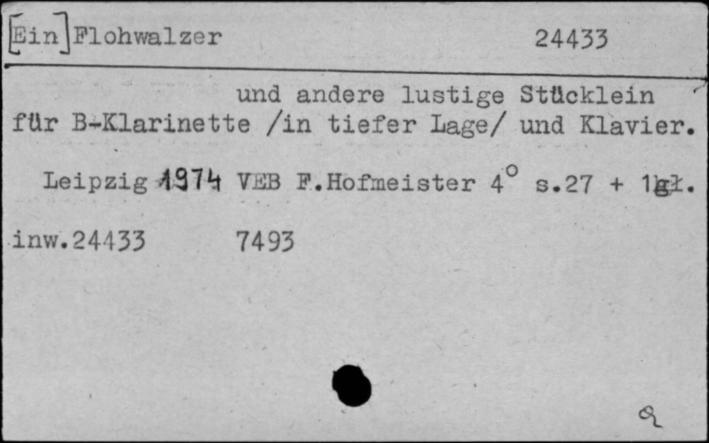 [Ein] Flohwalzer 24433
und andere lustige Stücklein
für B-Klarinette /in tiefer Lage/ und Klavier.
Leipzig 1974 VEB F.Hofmeister 4° s.27 + 1gł.
inw.24433 7493